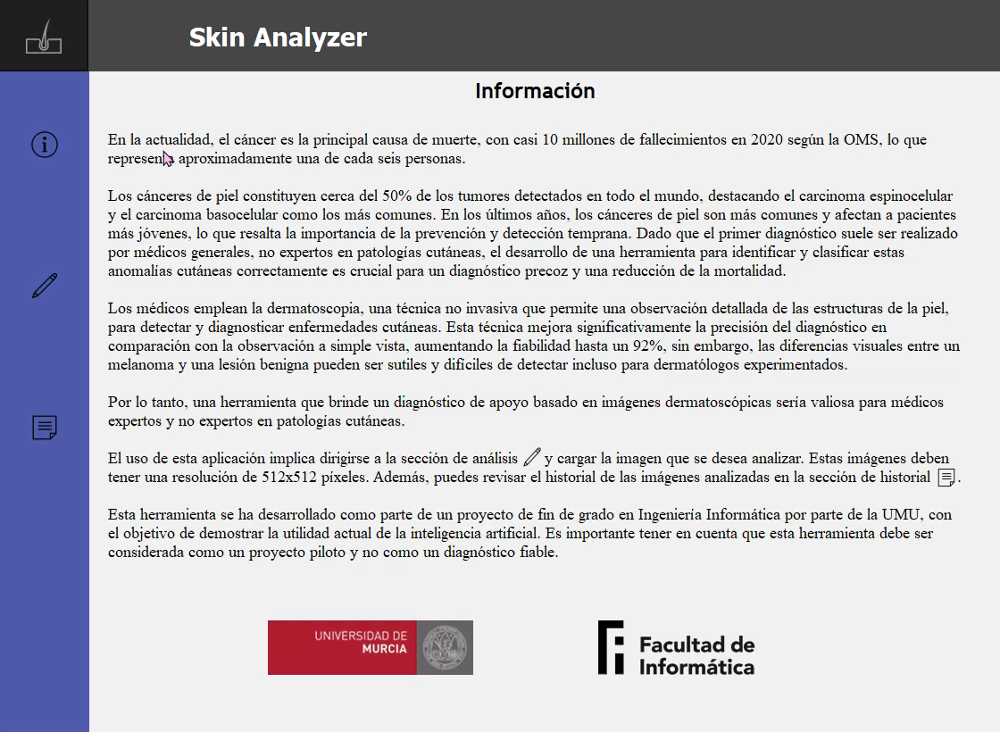 Skin Analyzer
Información
En la actualidad, el cáncer es la principal causa de muerte, con casi 10 millones de fallecimientos en 2020 según la OMS, lo que
aproximadamente una de cada seis personas.
Los cánceres de piel constituyen cerca del 50% de los tumores detectados en todo el mundo, destacando el carcinoma espinocelular
y el carcinoma basocelular como los más comunes. En los últimos años, los cánceres de piel son más comunes y afectan a pacientes
más jóvenes, lo que resalta la importancia de la prevención y detección temprana. Dado que el primer diagnóstico suele ser realizado
por médicos generales, no expertos en patologías cutáneas, el desarrollo de una herramienta para identificar y clasificar estas
anomalías cutáneas correctamente es crucial para un diagnóstico precoz y una reducción de la mortalidad.
Los médicos emplean la dermatoscopia, una técnica no invasiva que permite una observación detallada de las estructuras de la piel,
para detectar y diagnosticar enfermedades cutáneas. Esta técnica mejora significativamente la precisión del diagnóstico en
comparación con la observación a simple vista, aumentando la fiabilidad hasta un 92%, sin embargo, las diferencias visuales entre un
melanoma y una lesión benigna pueden ser sutiles y difíciles de detectar incluso para dermatólogos experimentados.
Por lo tanto, una herramienta que brinde un diagnóstico de apoyo basado en imágenes dermatoscópicas sería valiosa para médicos
expertos y no expertos en patologías cutáneas.
El uso de esta aplicación implica dirigirse a la sección de análisis y cargar la imagen que se desea analizar. Estas imágenes deben
tener una resolución de 512x512 píxeles. Además, puedes revisar el historial de las imágenes analizadas en la sección de historial .
Esta herramienta se ha desarrollado como parte de un proyecto de fin de grado en Ingeniería Informática por parte de la UMU, con
el objetivo de demostrar la utilidad actual de la inteligencia artificial. Es importante tener en cuenta que esta herramienta debe ser
considerada como un proyecto piloto y no como un diagnóstico fiable.
UNIVERSIDAD DE
MURCIA
Facultad de
Informática